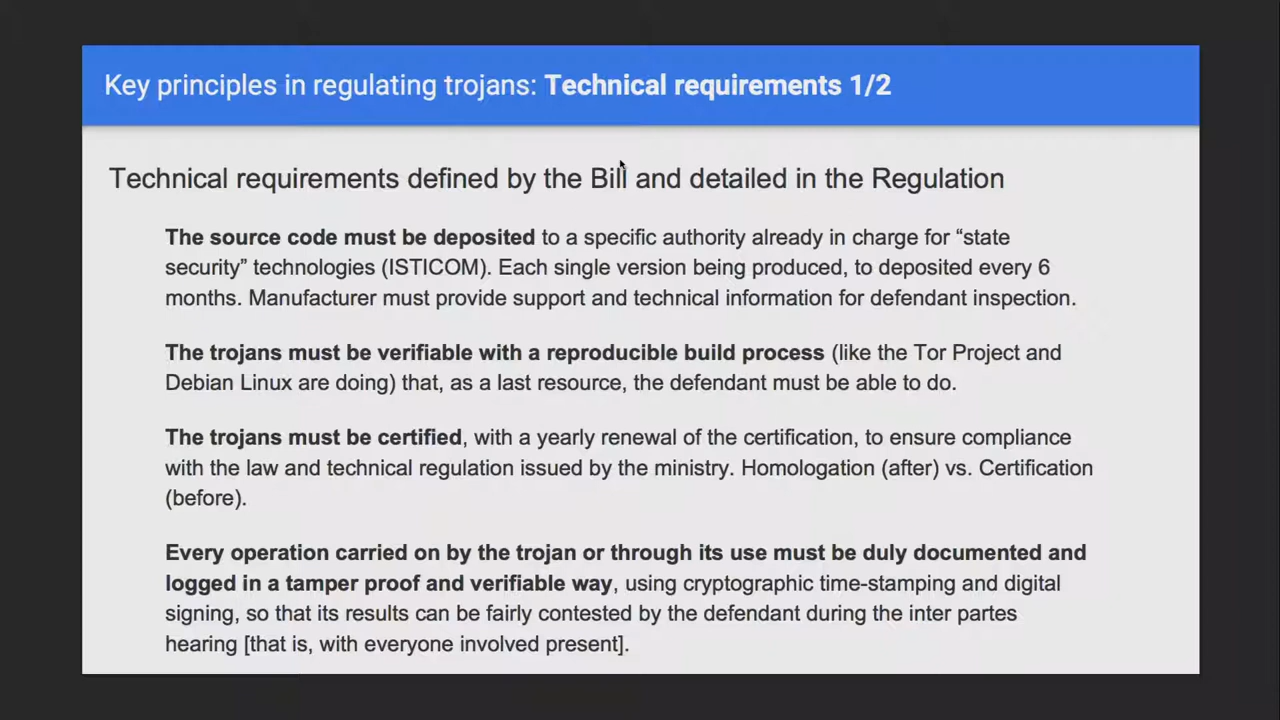 Key principles in regulating trojans: Technical requirements 1/2
Technical requirements defined by the Bill and detailed in the Regulation
The source code must be deposited to a specific authority already in charge for “state
security” technologies (ISTICOM). Each single version being produced, to deposited every 6
months. Manufacturer must provide support and technical information for defendant inspection.
The trojans must be verifiable with a reproducible build process (like the Tor Project and
Debian Linux are doing) that, as a last resource, the defendant must be able to do.
The trojans must be certified, with a yearly renewal of the certification, to ensure compliance
with the law and technical regulation issued by the ministry. Homologation (after) vs. Certification
(before).
Every operation carried on by the trojan or through its use must be duly documented and
logged in a tamper proof and verifiable way, using cryptographic time-stamping and digital
signing, so that its results can be fairly contested by the defendant during the inter partes
hearing [that is, with everyone involved present].